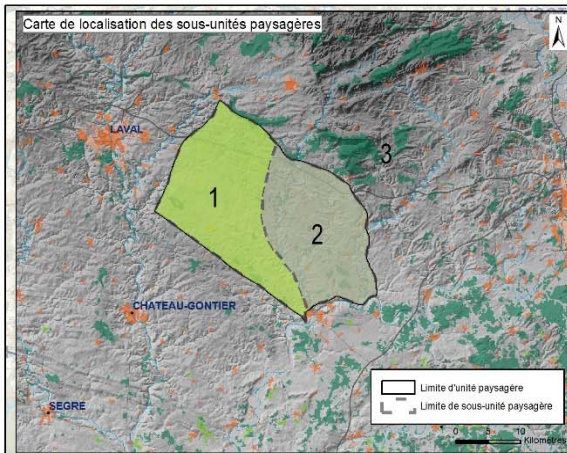 Carte de localisation des sous-unités paysagères
N
LAVAL
3
1
2
CHATEAU-GONTIER
SEGRE
Limite d'unité paysagère
Limite de sous-unité paysagère
0 5 10
Kilomètres